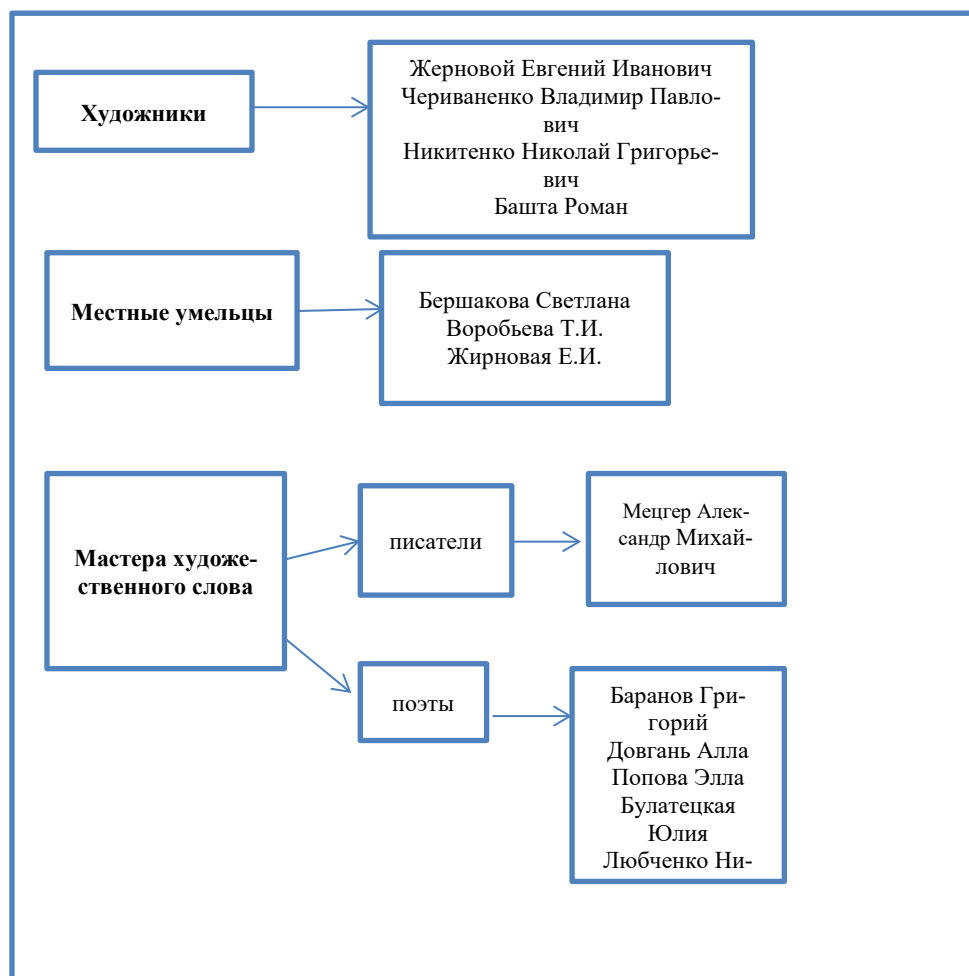 Художники
Жерновой Евгений Иванович
Чериваненко Владимир Павло-
вич
Никитенко Николай Григорье-
вич
Башта Роман
Местные умельцы
Бершакова Светлана
Воробьева Т.И.
Жирновая Е.И.
Мастера художе-
ственного слова
писатели
Мецгер Алек-
сандр Михай-
лович
поэты
Баранов Гри-
горий
Довгань Алла
Попова Элла
Булатецкая
Юлия
Любченко Ни-